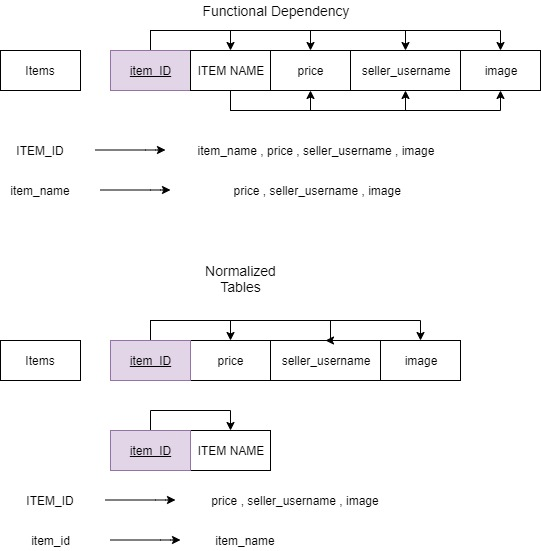 Functional Dependency
Items item_ID ITEM NAME price seller_username image
ITEM_ID item_name , price , seller_username , image
item_name price , seller_username , image
Normalized
Tables
Items item_ID price seller_username image
item_ID ITEM NAME
ITEM_ID price , seller_username , image
item_id item_name